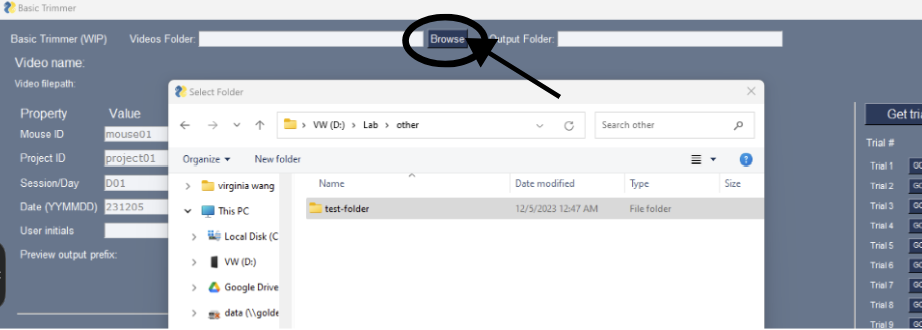 Basic Trimmer
Basic Trimmer (WIP) Videos Folder: Browse Output Folder:
Video name:
Video filepath:
Select Folder
Property Value
Mouse ID mouse01
Project ID project01
Session/Day D01
Date (YYMMDD) 231205
User initials
Preview output prefix:
VW (D:) > Lab > other
Search other
Organize New folder
Name Date modified Type Size
virginia wang
This PC
Local Disk (C
VW (D:)
Google Drive
data (\\golde
test-folder 12/5/2023 12:47 AM File folder
Get tri
Trial #
Trial 1 GO
Trial 2 GO
Trial 3 GO
Trial 4 GO
Trial 5 GO
Trial 6 GO
Trial 7 GO
Trial 8 GO
Trial 9 GO